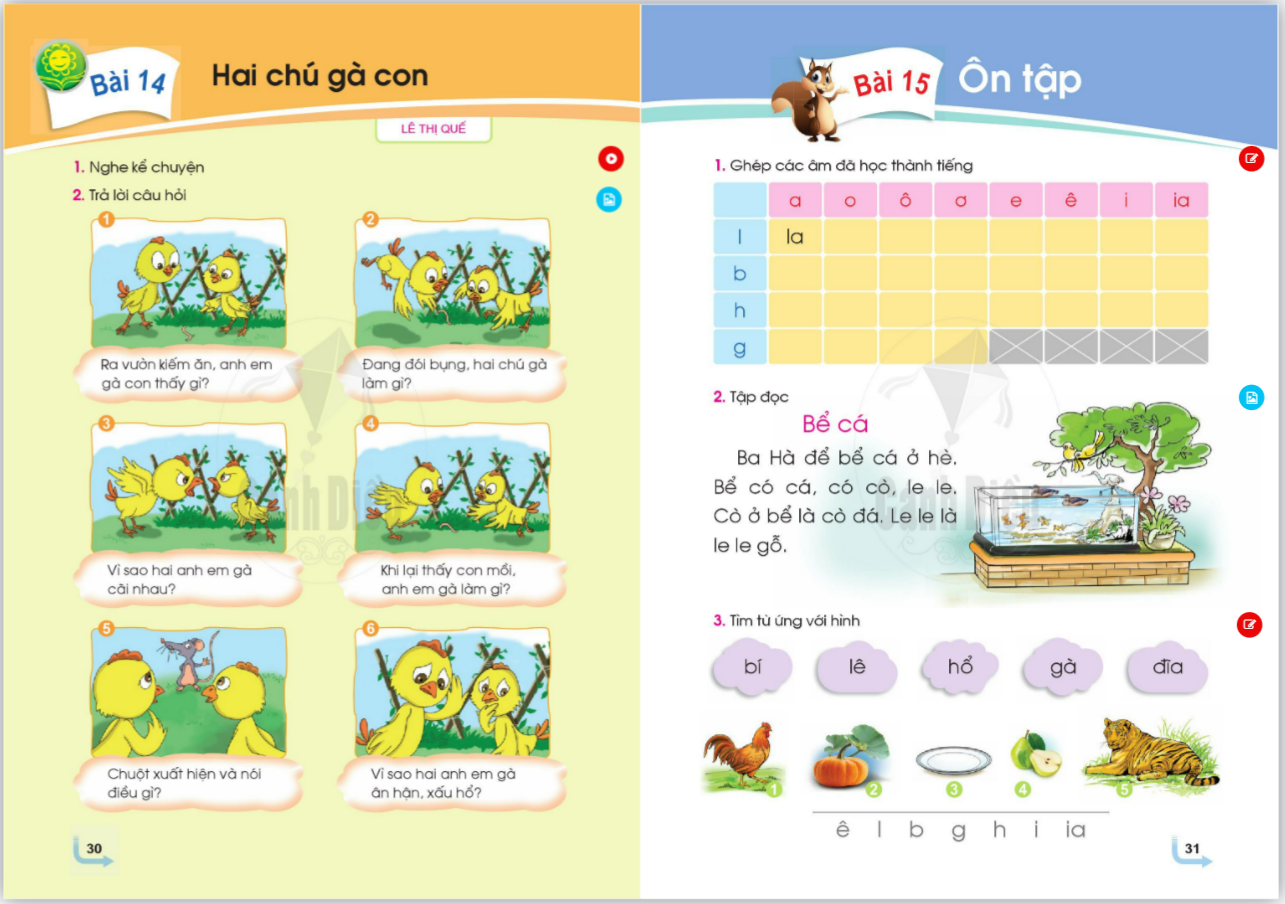 Bài 14
Hai chú gà con
LÊ THỊ QUẾ
1. Nghe kể chuyện
2. Trả lời câu hỏi
1
2
Ra vườn kiếm ăn, anh em
gà con thấy gì?
Đang đói bụng, hai chú gà
làm gì?
3
4
Vì sao hai anh em gà
cãi nhau?
Khi lại thấy con mồi,
anh em gà làm gì?
5
6
Chuột xuất hiện và nói
điều gì?
Vì sao hai anh em gà
ân hận, xấu hổ?
30
Bài 15
Ôn tập
1. Ghép các âm đã học thành tiếng
a o ô ơ e ê i ia
l la
b
h
g
2. Tập đọc
Bể cá
Ba Hà để bể cá ở hè.
Bể có cá, có cò, le le.
Cò ở bể là cò đá. Le le là
le le gỗ.
3. Tìm từ ứng với hình
bí lê hổ gà đĩa
1 2 3 4 5
ê l b g h i ia
31
Cánh Diều
Cánh Diều